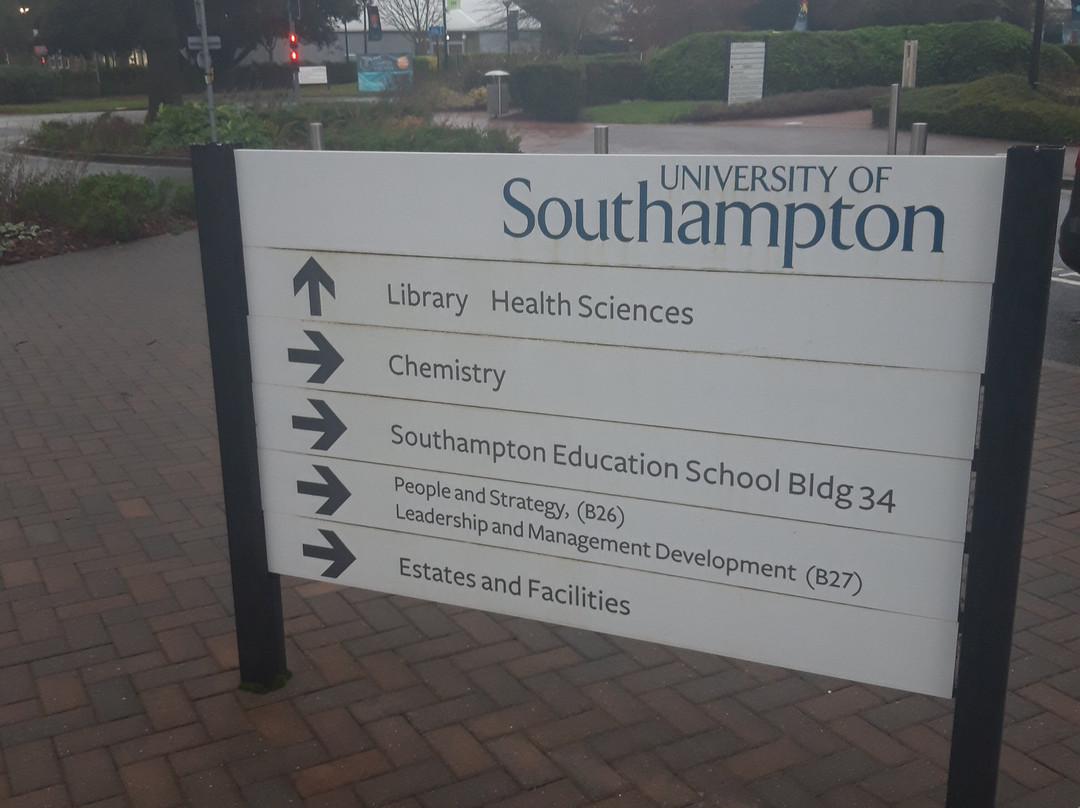 UNIVERSITY OF
Southampton
Library Health Sciences
Chemistry
Southampton Education School Bldg 34
People and Strategy, (B26)
Leadership and Management Development (B27)
Estates and Facilities